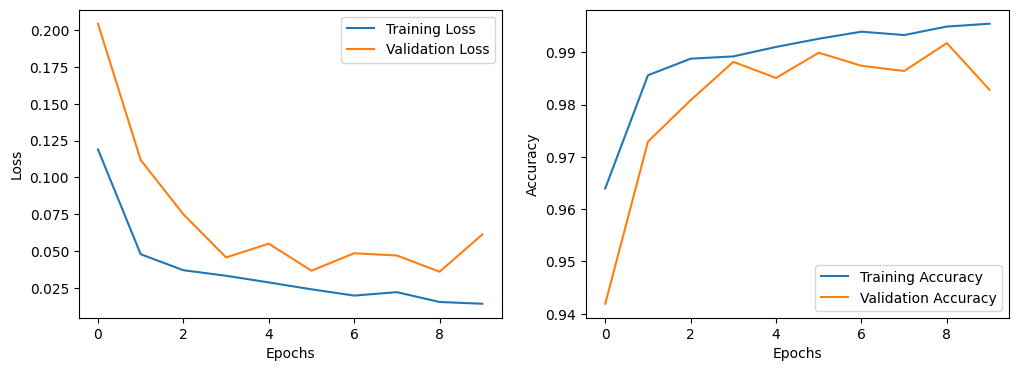 Training Loss
Validation Loss
0.200
0.175
0.150
0.125
0.100
0.075
0.050
0.025
Loss
0 2 4 6 8
Epochs
0.99
0.98
0.97
0.96
0.95
0.94
Accuracy
Training Accuracy
Validation Accuracy
0 2 4 6 8
Epochs